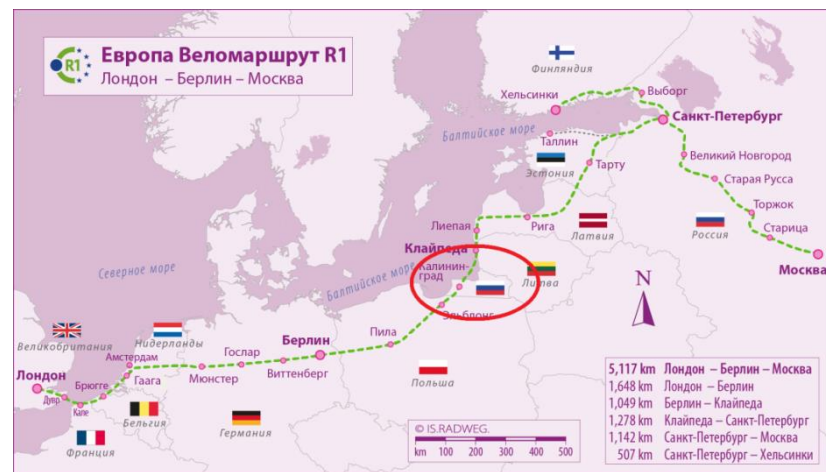 R1
Европа Веломаршрут R1
Лондон – Берлин – Москва
Финляндия
Хельсинки
Выборг
Санкт-Петербург
Балтийское море
Таллин
Эстония
Тарту
Великий Новгород
Старая Русса
Торжок
Старица
Россия
Москва
Лиепая
Рига
Латвия
Клайпеда
Калинин-
град
Литва
Северное море
Балтийское море
Эльблонг
N
Великобритания
Нидерланды
Амстердам
Лондон
Дувр
Кале
Брюгге
Гаага
Мюнстер
Гослар
Виттенберг
Берлин
Пила
Польша
Бельгия
Германия
Франция
5,117 km Лондон – Берлин – Москва
1,648 km Лондон – Берлин
1,049 km Берлин – Клайпеда
1,278 km Клайпеда – Санкт-Петербург
1,142 km Санкт-Петербург – Москва
507 km Санкт-Петербург – Хельсинки
© IS.RADWEG.
km 100 200 300 400 500